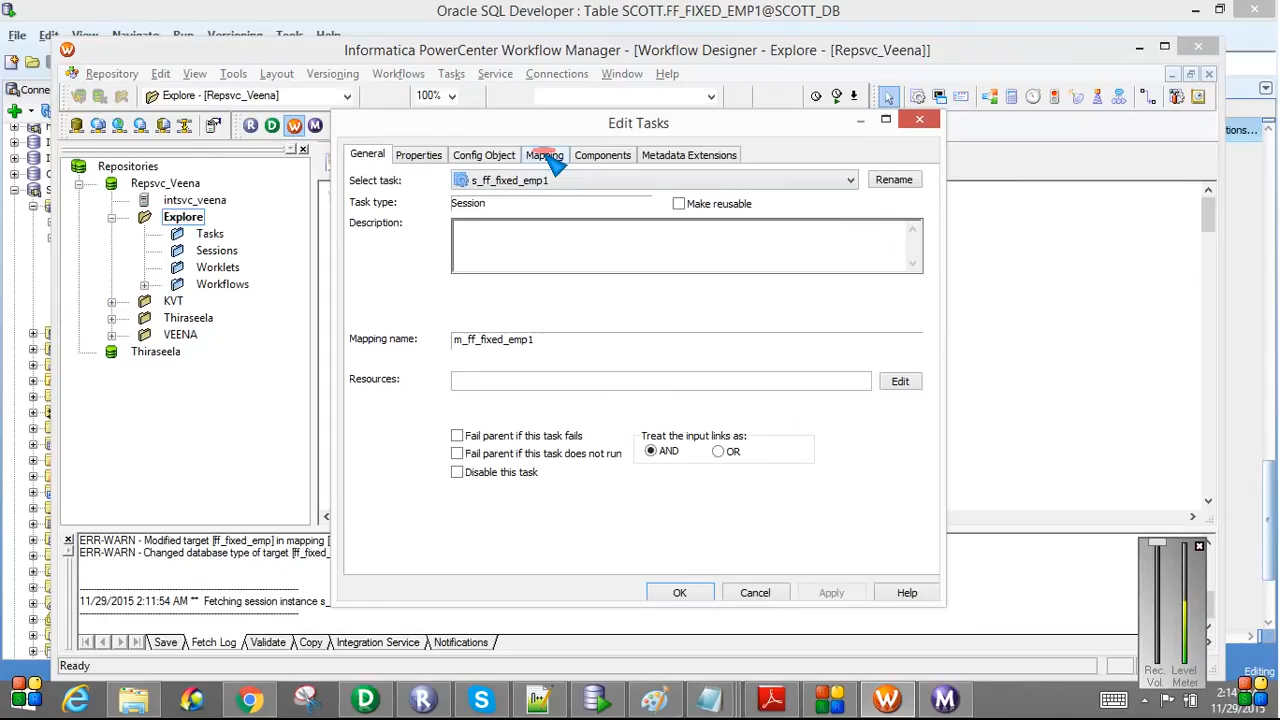 Oracle SQL Developer: Table SCOTT.FF_FIXED_EMP1@SCOTT_DB
File
Informatica PowerCenter Workflow Manager - [Workflow Designer - Explore - [Repsvc_Veena]]
Repository Edit View Tools Layout Versioning Workflows Tasks Service Connections Window Help
Explore - [Repsvc_Veena] 100%
Edit Tasks
General Properties Config Object Mapping Components Metadata Extensions
Repositories
Repsvc_Veena
intsvc_veena
Explore
Tasks
Sessions
Worklets
Workflows
KVT
Thiraseela
VEENA
Thiraseela
Select task: s_ff_fixed_emp1 Rename
Task type: Session Make reusable
Description:
Mapping name: m_ff_fixed_emp1
Resources: Edit
Fail parent if this task fails
Fail parent if this task does not run
Disable this task
Treat the input links as:
AND OR
OK Cancel Apply Help
ERR-WARN - Modified target [ff_fixed_emp] in mapping [
ERR-WARN - Changed database type of target [ff_fixed_
11/29/2015 2:11:54 AM ** Fetching session instance s_
Save Fetch Log Validate Copy Integration Service Notifications
Ready
Rec. Vol. Level Meter
Editing
2:14
11/29/2015